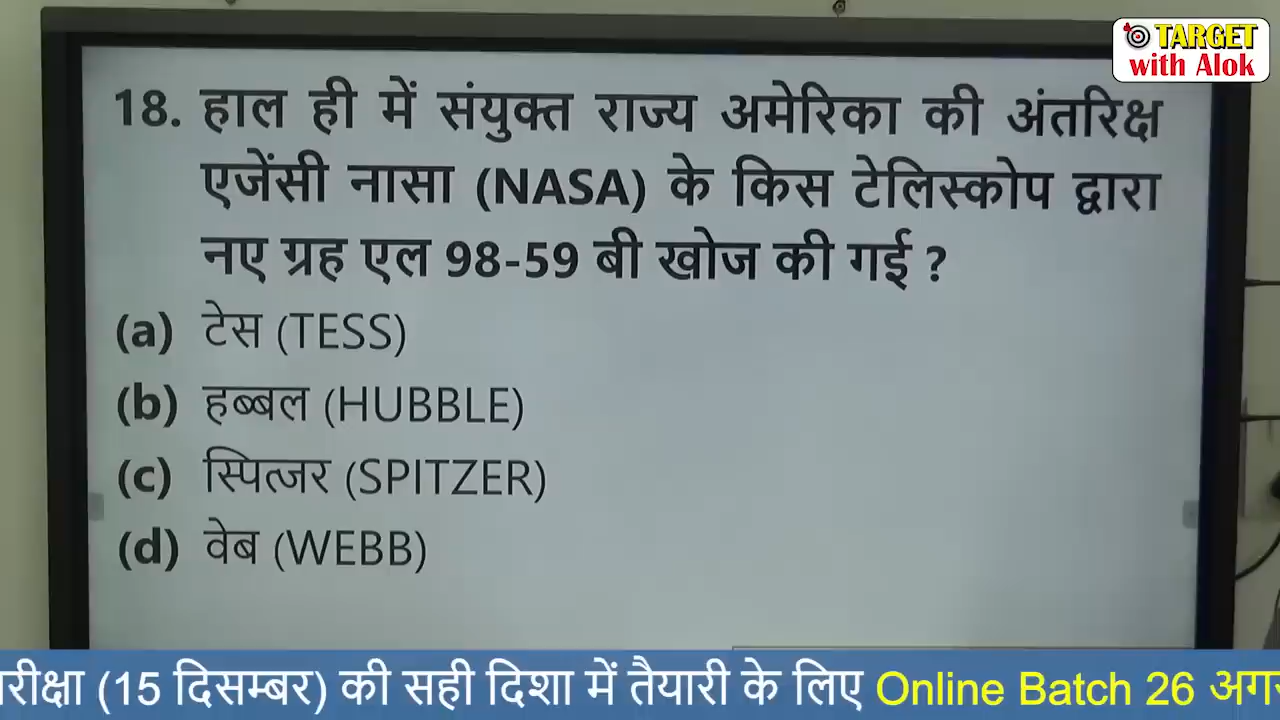 TARGET
with Alok
18. हाल ही में संयुक्त राज्य अमेरिका की अंतरिक्ष
एजेंसी नासा (NASA) के किस टेलिस्कोप द्वारा
नए ग्रह एल 98-59 बी खोज की गई ?
(a) टेस (TESS)
(b) हब्बल (HUBBLE)
(c) स्पित्जर (SPITZER)
(d) वेब (WEBB)
(15 दिसम्बर) की सही दिशा में तैयारी के लिए Online Batch 26